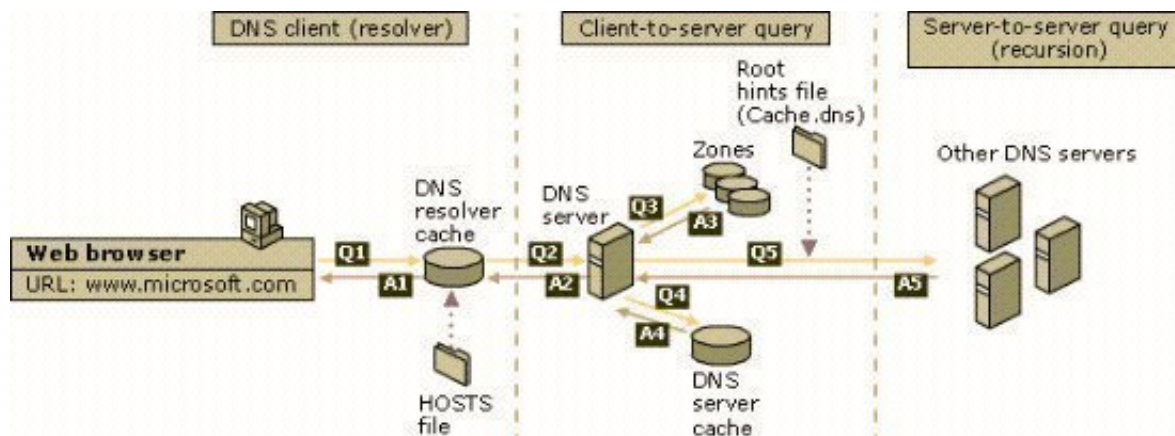 DNS client (resolver)
Client-to-server query
Server-to-server query
(recursion)
Root
hints file
(Cache.dns)
Zones
Other DNS servers
DNS
resolver
cache
DNS
server
Q3
A3
Web browser
URL: www.microsoft.com
Q1
A1
Q2
A2
Q5
A5
Q4
A4
HOSTS
file
DNS
server
cache